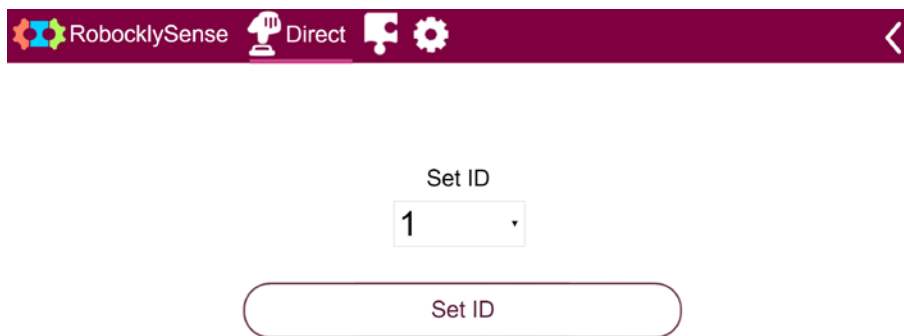 RobocklySense Direct
Set ID
1
Set ID